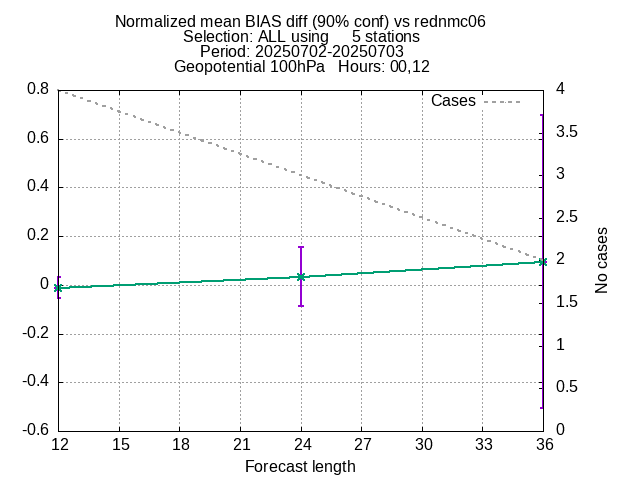 Normalized mean BIAS diff (90% conf) vs rednmc06
Selection: ALL using     5 stations
Period: 20250702-20250703
Geopotential 100hPa   Hours: 00,12
Cases
0.8
0.6
0.4
0.2
0
-0.2
-0.4
-0.6
4
3.5
3
2.5
2
1.5
1
0.5
0
No cases
12 15 18 21 24 27 30 33 36
Forecast length